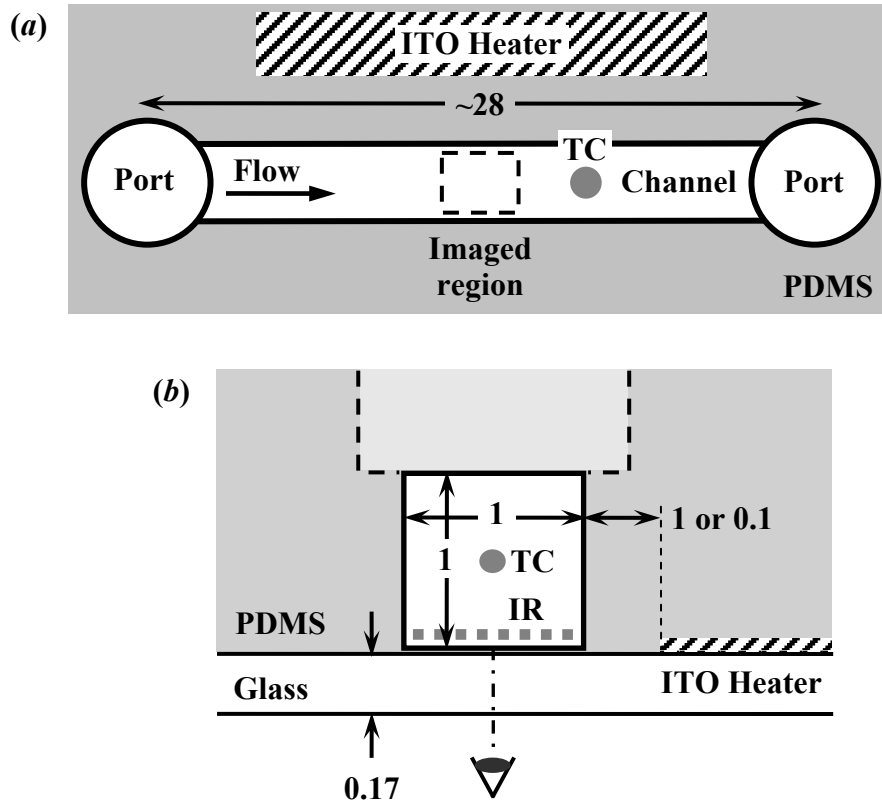 (a)
ITO Heater
~28
TC
Port
Flow
Channel
Port
Imaged
region
PDMS
(b)
1
1 or 0.1
1
TC
IR
PDMS
Glass
ITO Heater
0.17